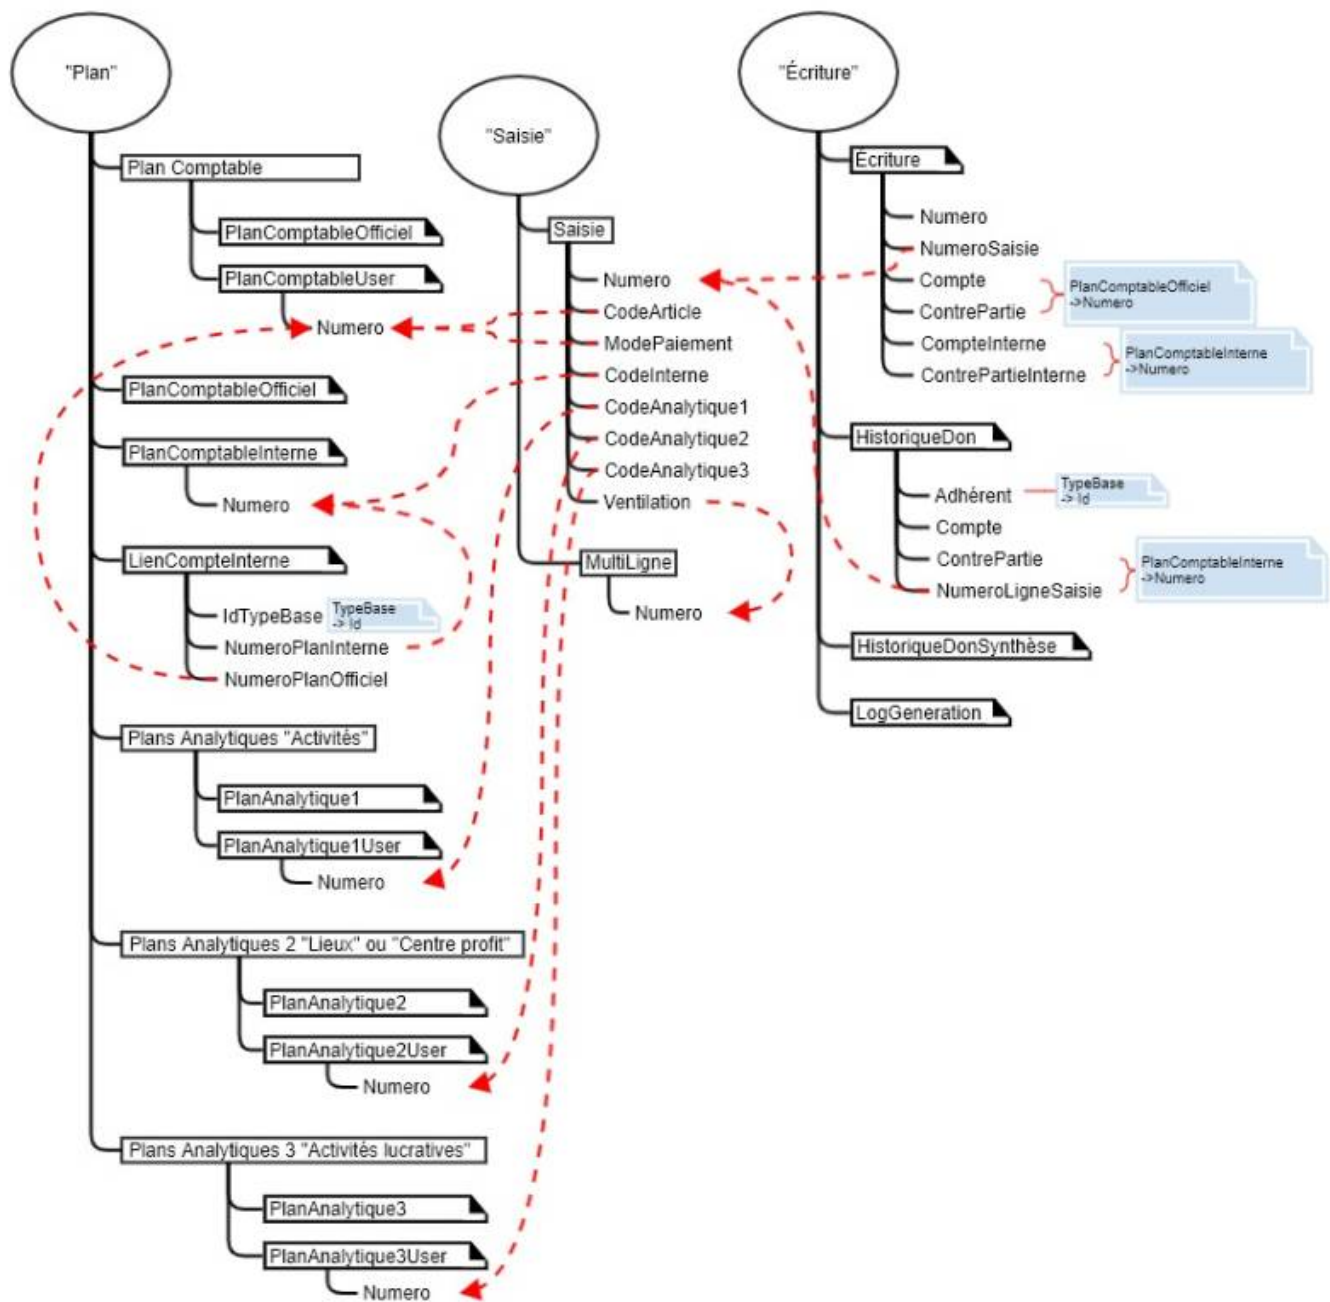 "Plan"
Plan Comptable
PlanComptableOfficiel
PlanComptableUser
Numero
PlanComptableOfficiel
PlanComptableInterne
Numero
LienCompteInterne
IdTypeBase
TypeBase
-> Id
NumeroPlanInterne
NumeroPlanOfficiel
Plans Analytiques "Activités"
PlanAnalytique1
PlanAnalytique1User
Numero
Plans Analytiques 2 "Lieux" ou "Centre profit"
PlanAnalytique2
PlanAnalytique2User
Numero
Plans Analytiques 3 "Activités lucratives"
PlanAnalytique3
PlanAnalytique3User
Numero
"Saisie"
Saisie
Numero
CodeArticle
ModePaiement
CodeInterne
CodeAnalytique1
CodeAnalytique2
CodeAnalytique3
Ventilation
MultiLigne
Numero
"Écriture"
Écriture
Numero
NumeroSaisie
Compte
ContrePartie
PlanComptableOfficiel
->Numero
CompteInterne
ContrePartieInterne
PlanComptableInterne
->Numero
HistoriqueDon
Adhérent
TypeBase
-> Id
Compte
ContrePartie
NumeroLigneSaisie
PlanComptableInterne
->Numero
HistoriqueDonSynthèse
LogGeneration